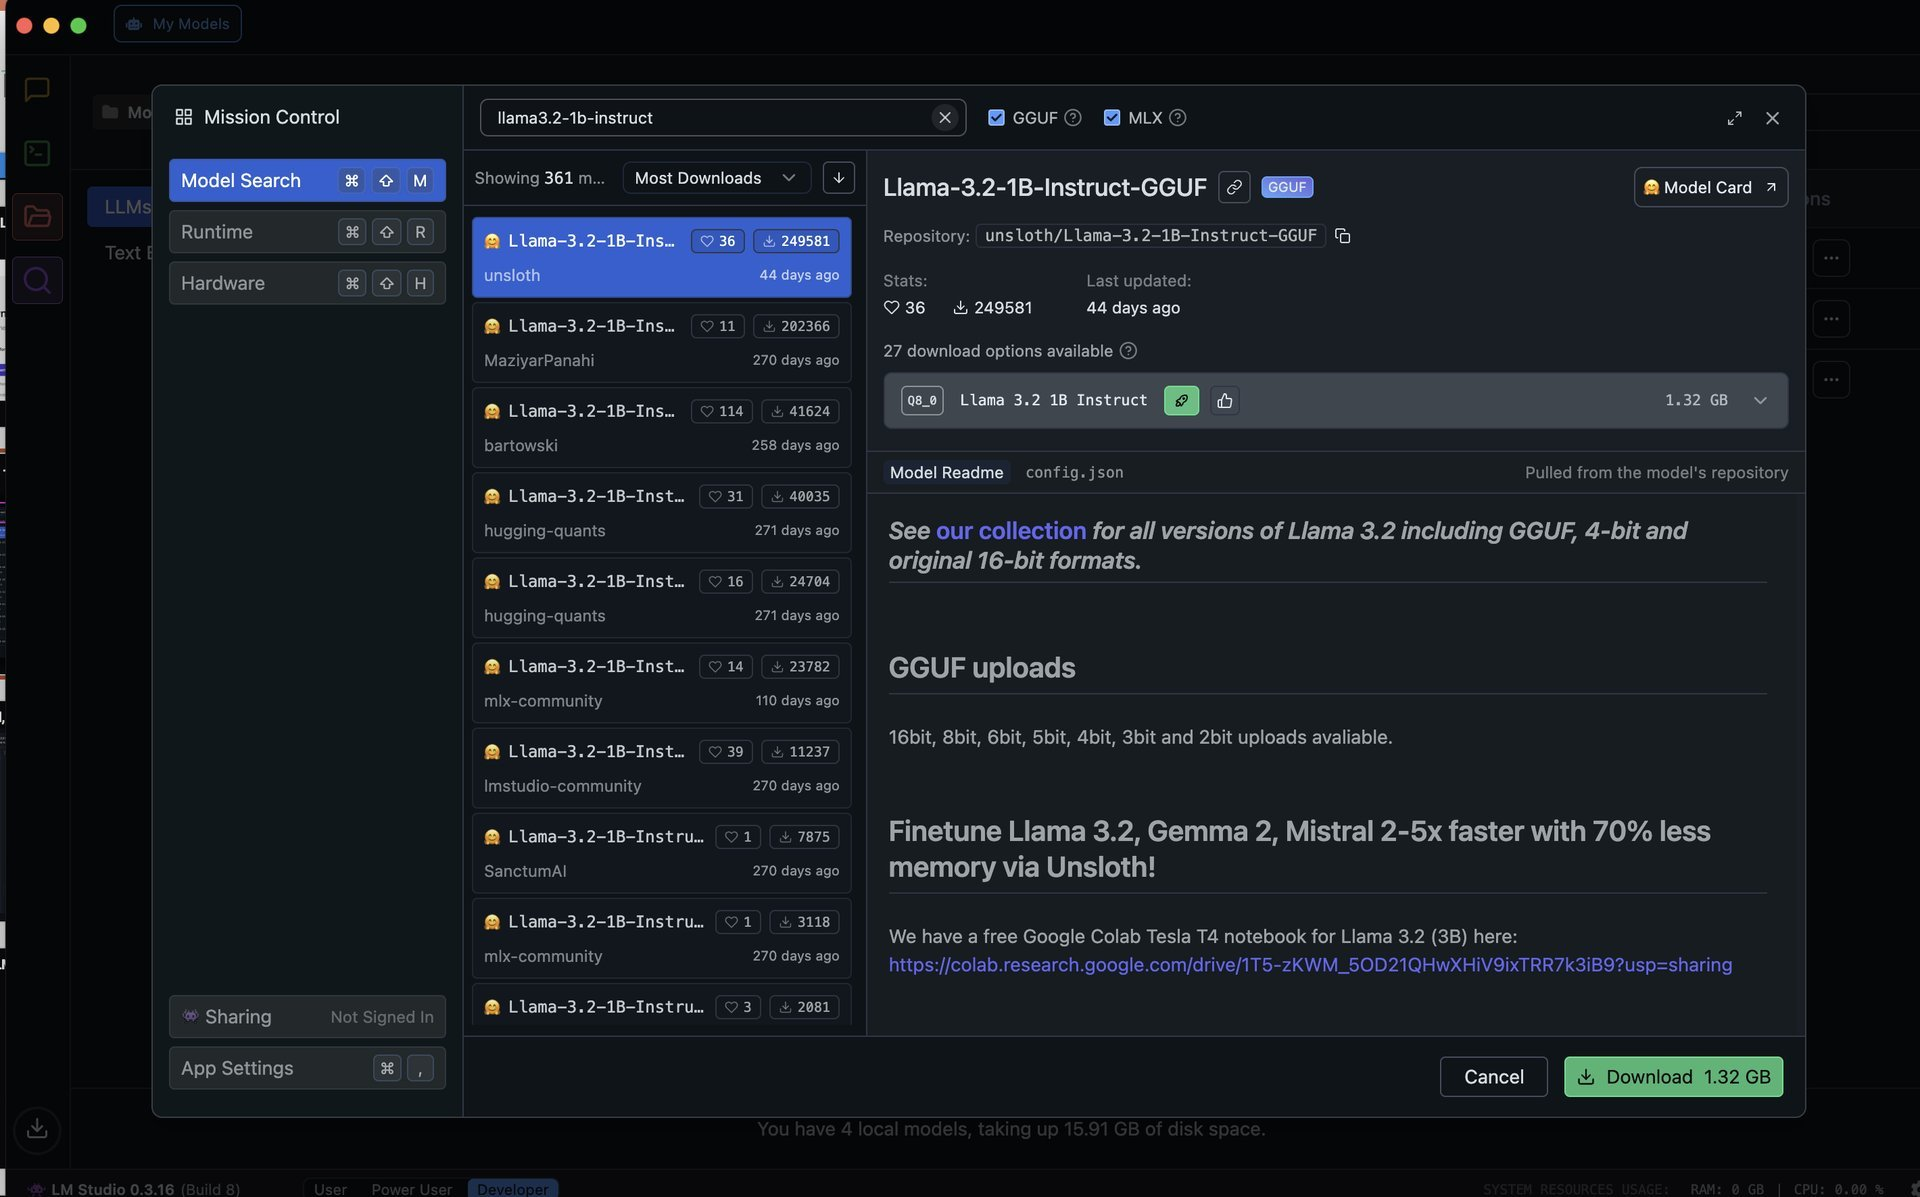 My Models
Mo
LLMs
Text E
ons
Mission Control
Model Search ⌘ M
Runtime ⌘ R
Hardware ⌘ H
Sharing Not Signed In
App Settings ⌘ ,
llama3.2-1b-instruct
GGUF
MLX
Showing 361 m... Most Downloads
Llama-3.2-1B-Ins... 36 249581
unsloth 44 days ago
Llama-3.2-1B-Ins... 11 202366
MaziyarPanahi 270 days ago
Llama-3.2-1B-Ins... 114 41624
bartowski 258 days ago
Llama-3.2-1B-Inst... 31 40035
hugging-quants 271 days ago
Llama-3.2-1B-Inst... 16 24704
hugging-quants 271 days ago
Llama-3.2-1B-Inst... 14 23782
mlx-community 110 days ago
Llama-3.2-1B-Inst... 39 11237
lmstudio-community 270 days ago
Llama-3.2-1B-Instru... 1 7875
SanctumAI 270 days ago
Llama-3.2-1B-Instru... 1 3118
mlx-community 270 days ago
Llama-3.2-1B-Instru... 3 2081
Llama-3.2-1B-Instruct-GGUF GGUF
Model Card
Repository: unsloth/Llama-3.2-1B-Instruct-GGUF
Stats: Last updated:
36 249581 44 days ago
27 download options available
Q8_0 Llama 3.2 1B Instruct 1.32 GB
Model Readme config.json Pulled from the model's repository
See our collection for all versions of Llama 3.2 including GGUF, 4-bit and
original 16-bit formats.
GGUF uploads
16bit, 8bit, 6bit, 5bit, 4bit, 3bit and 2bit uploads avaliable.
Finetune Llama 3.2, Gemma 2, Mistral 2-5x faster with 70% less
memory via Unsloth!
We have a free Google Colab Tesla T4 notebook for Llama 3.2 (3B) here:
https://colab.research.google.com/drive/1T5-zKWM_5OD21QHwXHiV9ixTRR7k3iB9?usp=sharing
Cancel
Download 1.32 GB
You have 4 local models, taking up 15.91 GB of disk space.
LM Studio 0.3.16 (Build 8) User Power User Developer
SYSTEM RESOURCES USAGE: RAM: 0 GB | CPU: 0.00 %